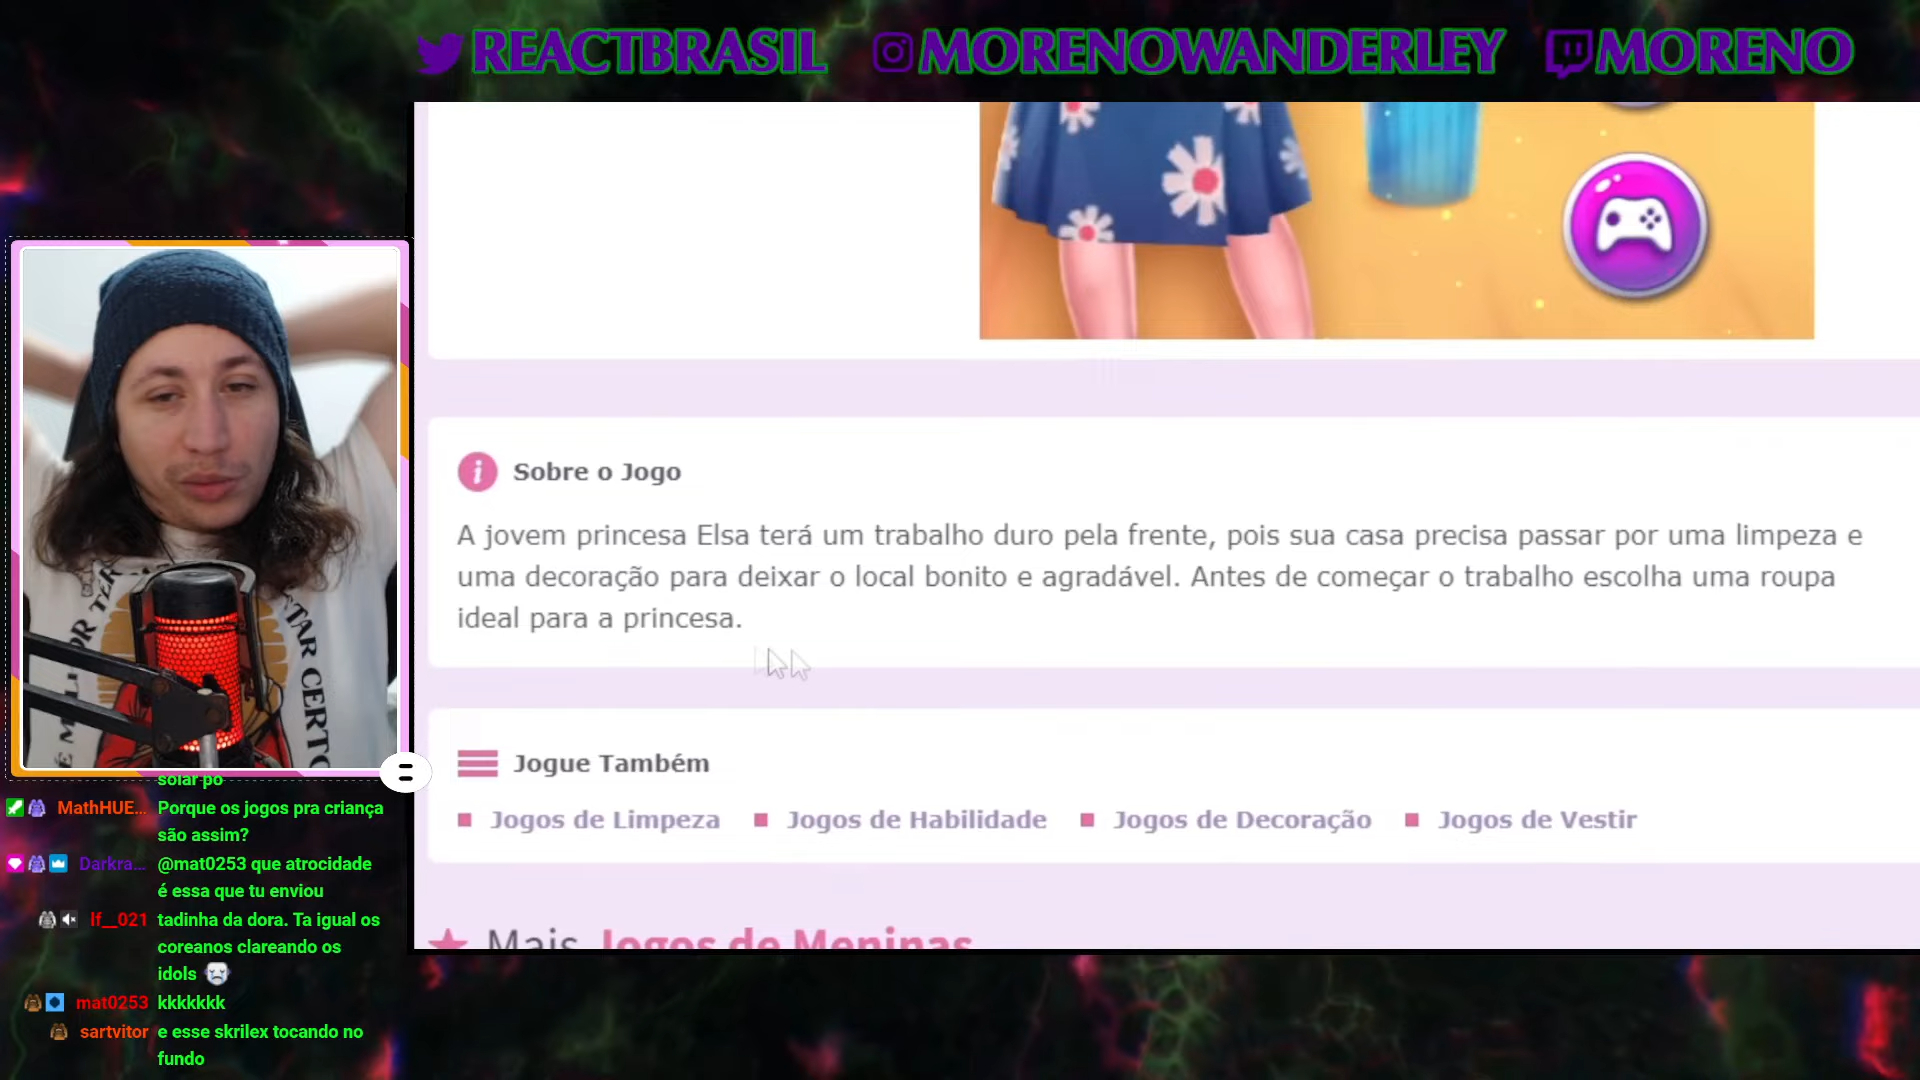 REACTBRASIL MORENOWANDERLEY MORENO
Sobre o Jogo
A jovem princesa Elsa terá um trabalho duro pela frente, pois sua casa precisa passar por uma limpeza e
uma decoração para deixar o local bonito e agradável. Antes de começar o trabalho escolha uma roupa
ideal para a princesa.
Jogue Também
Jogos de Limpeza Jogos de Habilidade Jogos de Decoração Jogos de Vestir
Mais Jogos de Meninas
STAR CERTO
solar po
MathHUE... Porque os jogos pra criança
são assim?
Darkra... @mat0253 que atrocidade
é essa que tu enviou
lf__021 tadinha da dora. Ta igual os
coreanos clareando os
idols
mat0253 kkkkkkk
sartvitor e esse skrilex tocando no
fundo